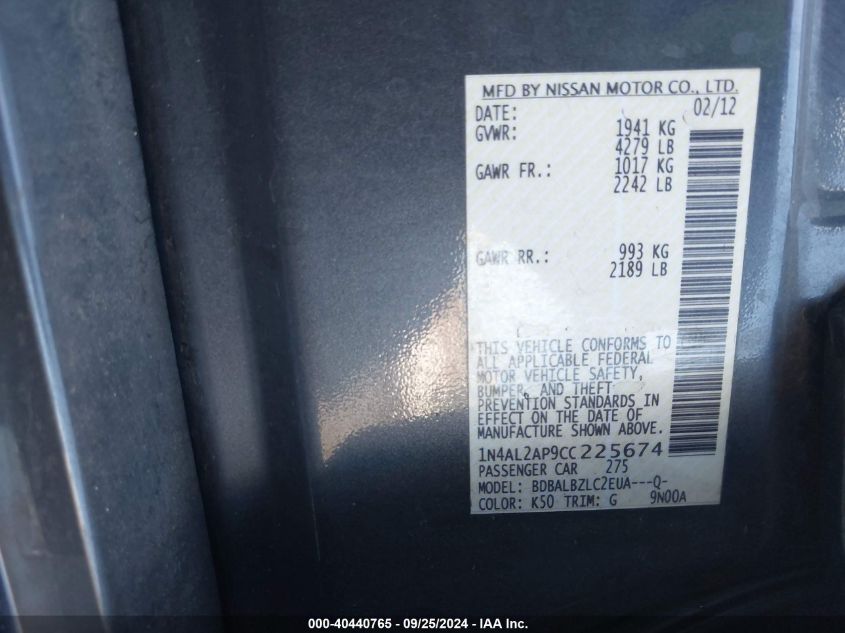 MFD BY NISSAN MOTOR CO., LTD.
DATE: 02/12
GVWR: 1941 KG
4279 LB
GAWR FR.: 1017 KG
2242 LB
GAWR RR.: 993 KG
2189 LB
THIS VEHICLE CONFORMS TO
ALL APPLICABLE FEDERAL
MOTOR VEHICLE SAFETY,
BUMPER, AND THEFT
PREVENTION STANDARDS IN
EFFECT ON THE DATE OF
MANUFACTURE SHOWN ABOVE.
1N4AL2AP9CC225674
PASSENGER CAR 275
MODEL: BDBALBZLC2EUA---Q-
COLOR: K50 TRIM: G 9N00A
000-40440765 - 09/25/2024 - IAA Inc.